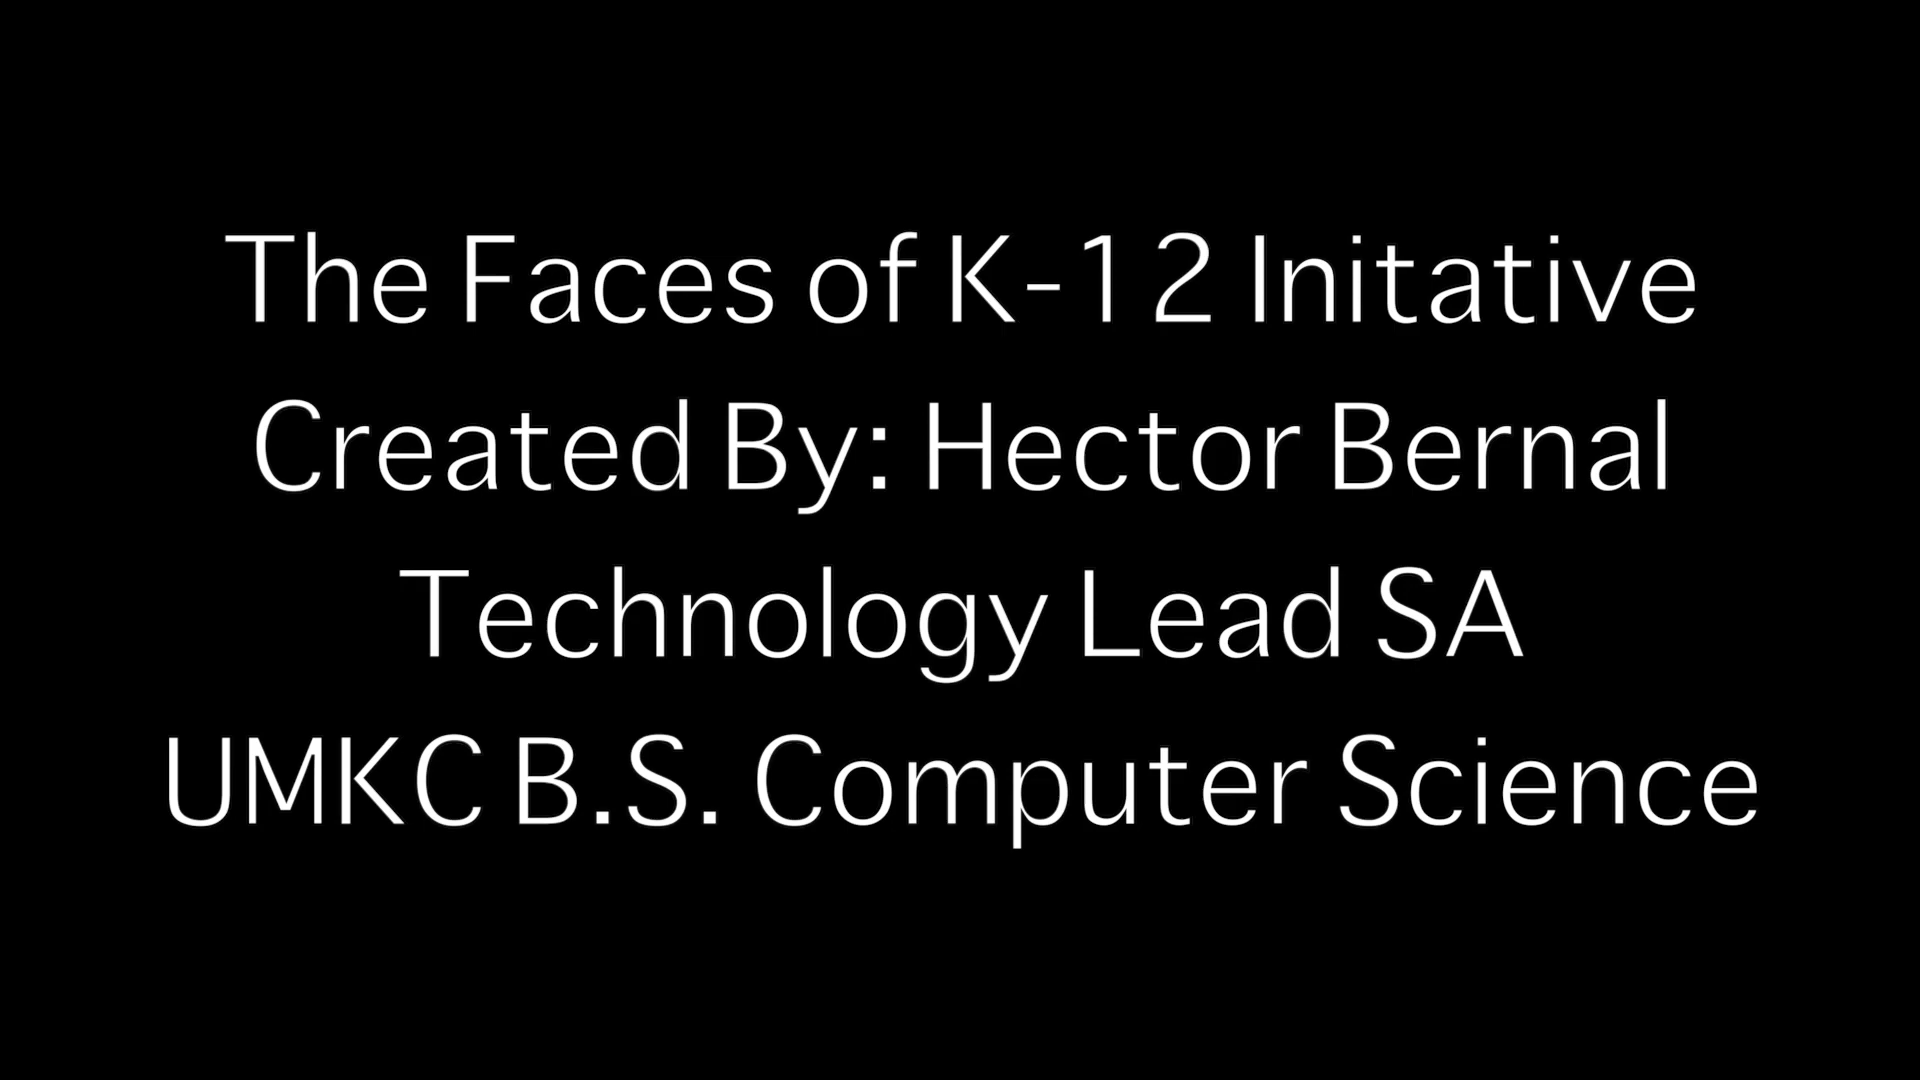 The Faces of K-12 Initative
Created By: Hector Bernal
Technology Lead SA
UMKC B.S. Computer Science